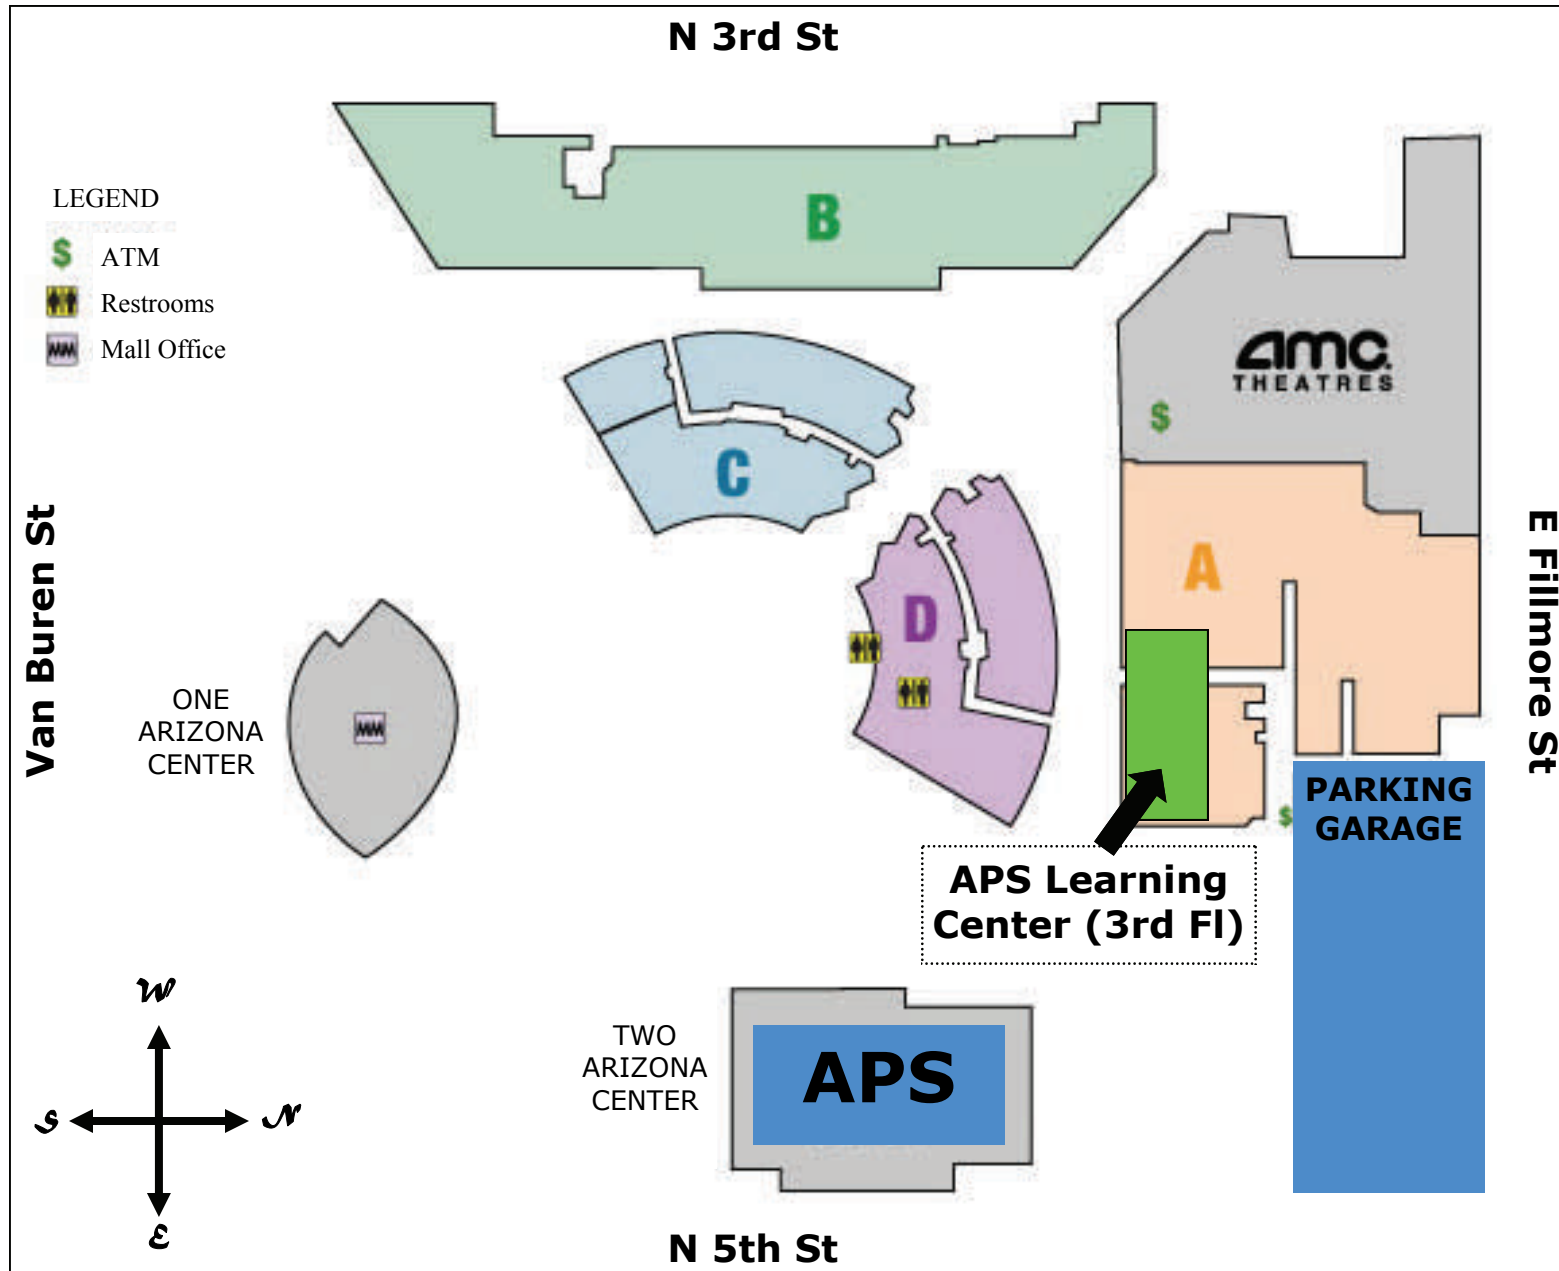 N 3rd St
LEGEND
$ ATM
Restrooms
Mall Office
B
amc
THEATRES
$
C
A
D
Van Buren St
E Fillmore St
ONE
ARIZONA
CENTER
MM
PARKING
GARAGE
$
APS Learning
Center (3rd Fl)
W
S
N
E
TWO
ARIZONA
CENTER
APS
N 5th St